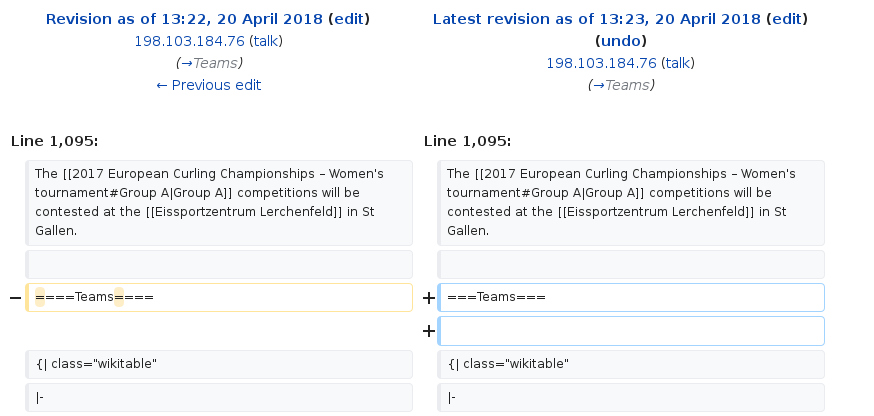 Revision as of 13:22, 20 April 2018 (edit)
198.103.184.76 (talk)
(→Teams)
← Previous edit
Latest revision as of 13:23, 20 April 2018 (edit)
(undo)
198.103.184.76 (talk)
(→Teams)
Line 1,095:
Line 1,095:
The [[2017 European Curling Championships – Women's
tournament#Group A|Group A]] competitions will be
contested at the [[Eissportzentrum Lerchenfeld]] in St
Gallen.
The [[2017 European Curling Championships – Women's
tournament#Group A|Group A]] competitions will be
contested at the [[Eissportzentrum Lerchenfeld]] in St
Gallen.
− ====Teams====
+ ===Teams===
+
{| class="wikitable"
{| class="wikitable"
|-
|-